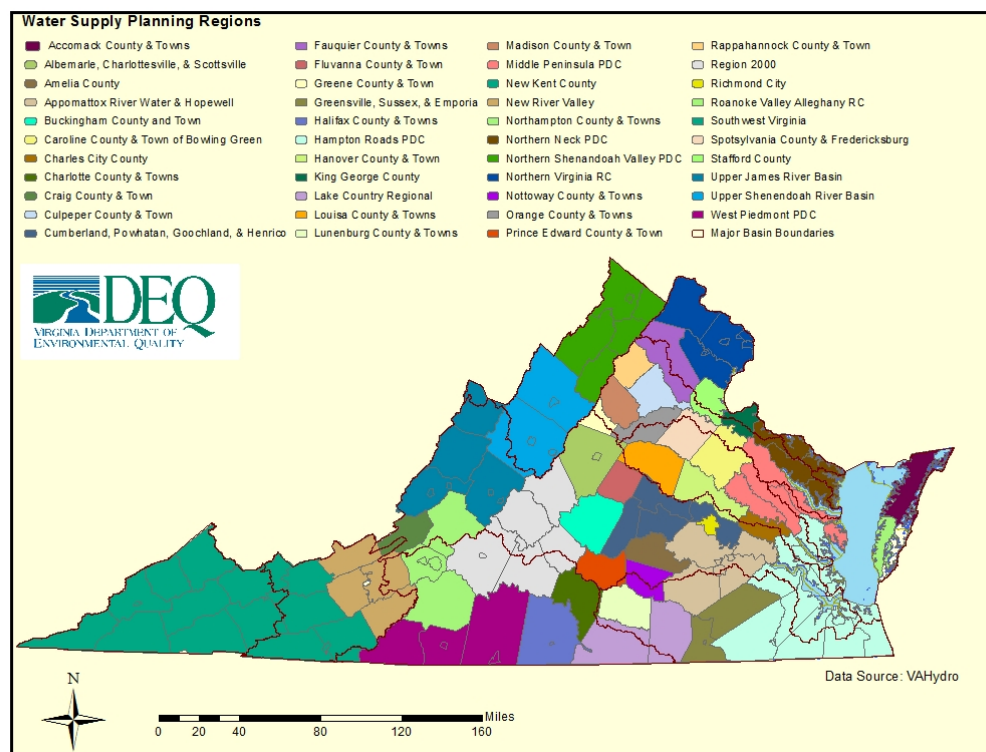 Water Supply Planning Regions
Accomack County & Towns
Albemarle, Charlottesville, & Scottsville
Amelia County
Appomattox River Water & Hopewell
Buckingham County and Town
Caroline County & Town of Bowling Green
Charles City County
Charlotte County & Towns
Craig County & Town
Culpeper County & Town
Cumberland, Powhatan, Goochland, & Henrico
Fauquier County & Towns
Fluvanna County & Town
Greene County & Town
Greensville, Sussex, & Emporia
Halifax County & Towns
Hampton Roads PDC
Hanover County & Town
King George County
Lake Country Regional
Louisa County & Towns
Lunenburg County & Towns
Madison County & Town
Middle Peninsula PDC
New Kent County
New River Valley
Northampton County & Towns
Northern Neck PDC
Northern Shenandoah Valley PDC
Northern Virginia RC
Nottoway County & Towns
Orange County & Towns
Prince Edward County & Town
Rappahannock County & Town
Region 2000
Richmond City
Roanoke Valley Alleghany RC
Southwest Virginia
Spotsylvania County & Fredericksburg
Stafford County
Upper James River Basin
Upper Shenendoah River Basin
West Piedmont PDC
Major Basin Boundaries
DEQ
VIRGINIA DEPARTMENT OF
ENVIRONMENTAL QUALITY
Data Source: VAHydro
N
Miles
0 20 40 80 120 160